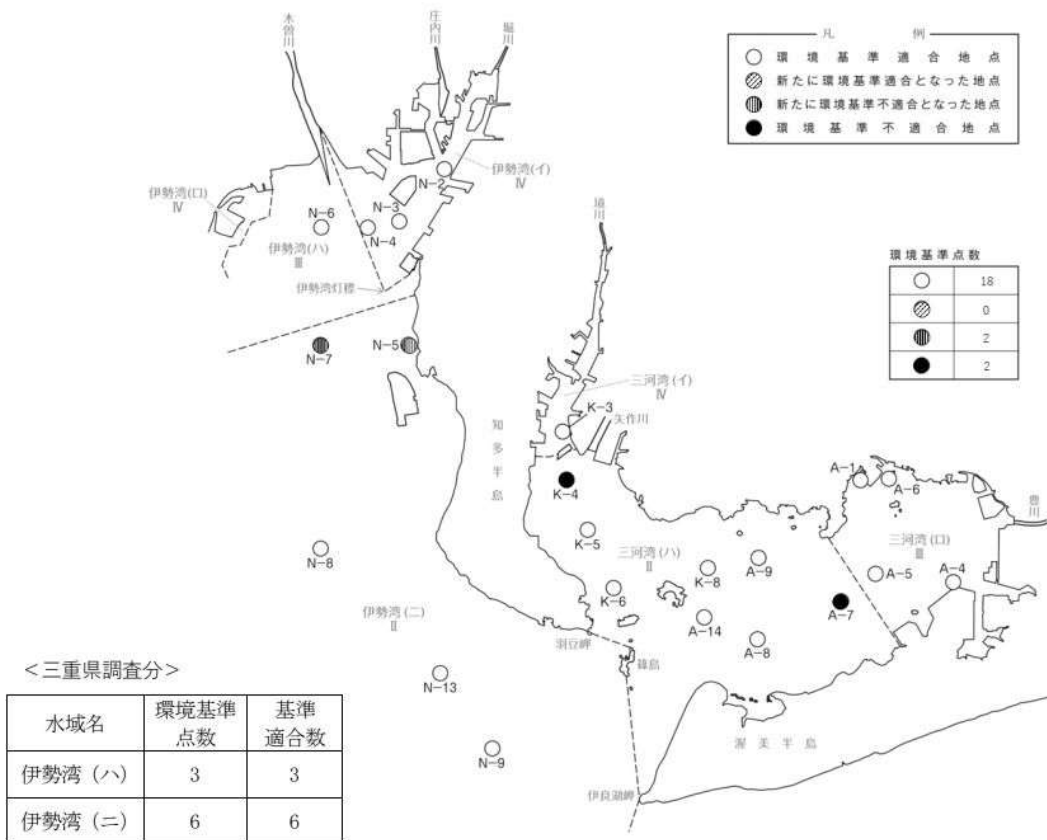 木曽川
庄内川
堀川
凡 例
環境基準適合地点
新たに環境基準適合となった地点
新たに環境基準不適合となった地点
環境基準不適合地点
伊勢湾(イ)
Ⅳ
N-2
伊勢湾(ロ)
Ⅳ
N-6
N-3
N-4
伊勢湾(ハ)
Ⅲ
境川
環境基準点数
18
0
2
2
伊勢湾灯標
N-7
N-5
三河湾(イ)
Ⅳ
K-3
矢作川
知多半島
K-4
A-1
A-6
豊川
K-5
三河湾(ハ)
Ⅱ
三河湾(ロ)
Ⅲ
N-8
K-8
A-9
A-5
A-4
K-6
A-7
伊勢湾(ニ)
Ⅱ
A-14
A-8
羽豆岬
篠島
N-13
渥美半島
N-9
伊良湖岬
<三重県調査分>
水域名
環境基準
点数
基準
適合数
伊勢湾(ハ) 3 3
伊勢湾(ニ) 6 6